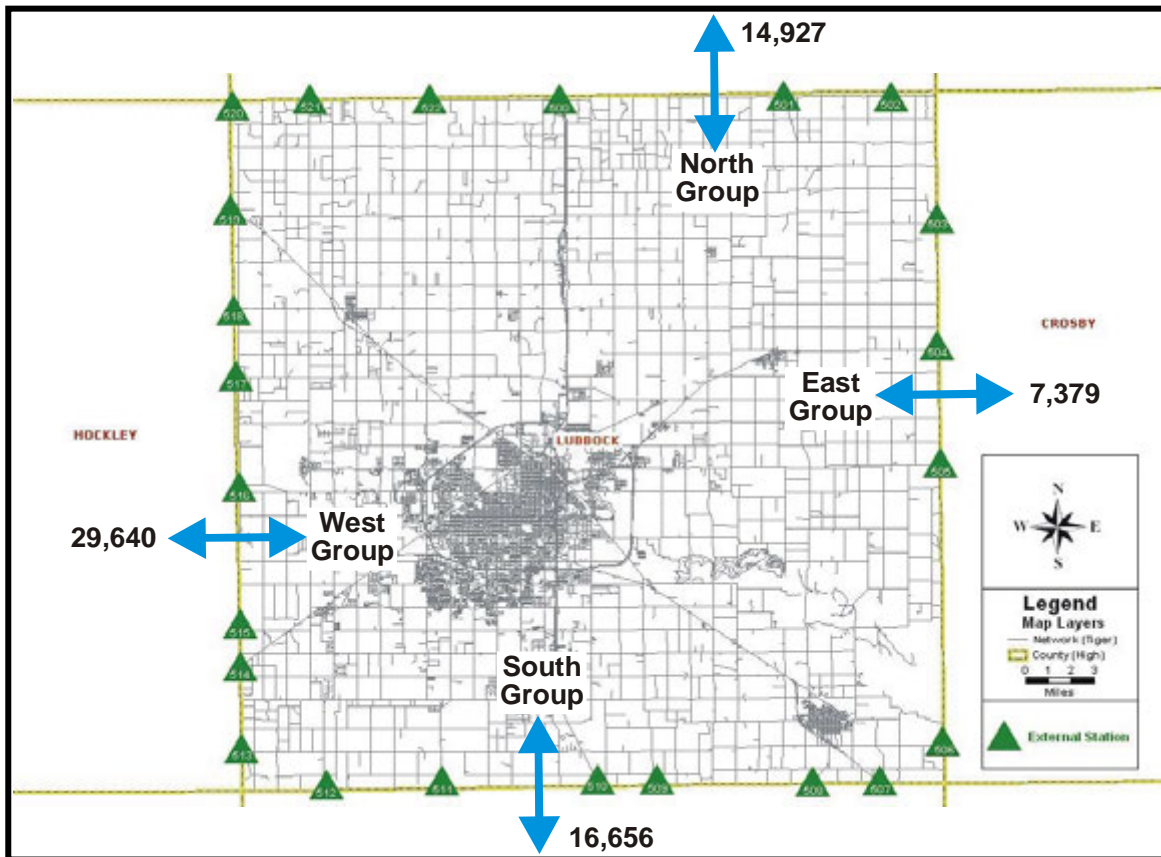 14,927
520
521
522
500
501
502
North
Group
519
503
518
CROSBY
504
517
East
Group
7,379
HOCKLEY
LUBBOCK
505
516
N
West
Group
29,640
W
E
S
Legend
Map Layers
Network (Tiger)
County (High)
0 1 2 3
Miles
515
South
Group
514
External Station
513
506
512
511
510
509
508
507
16,656